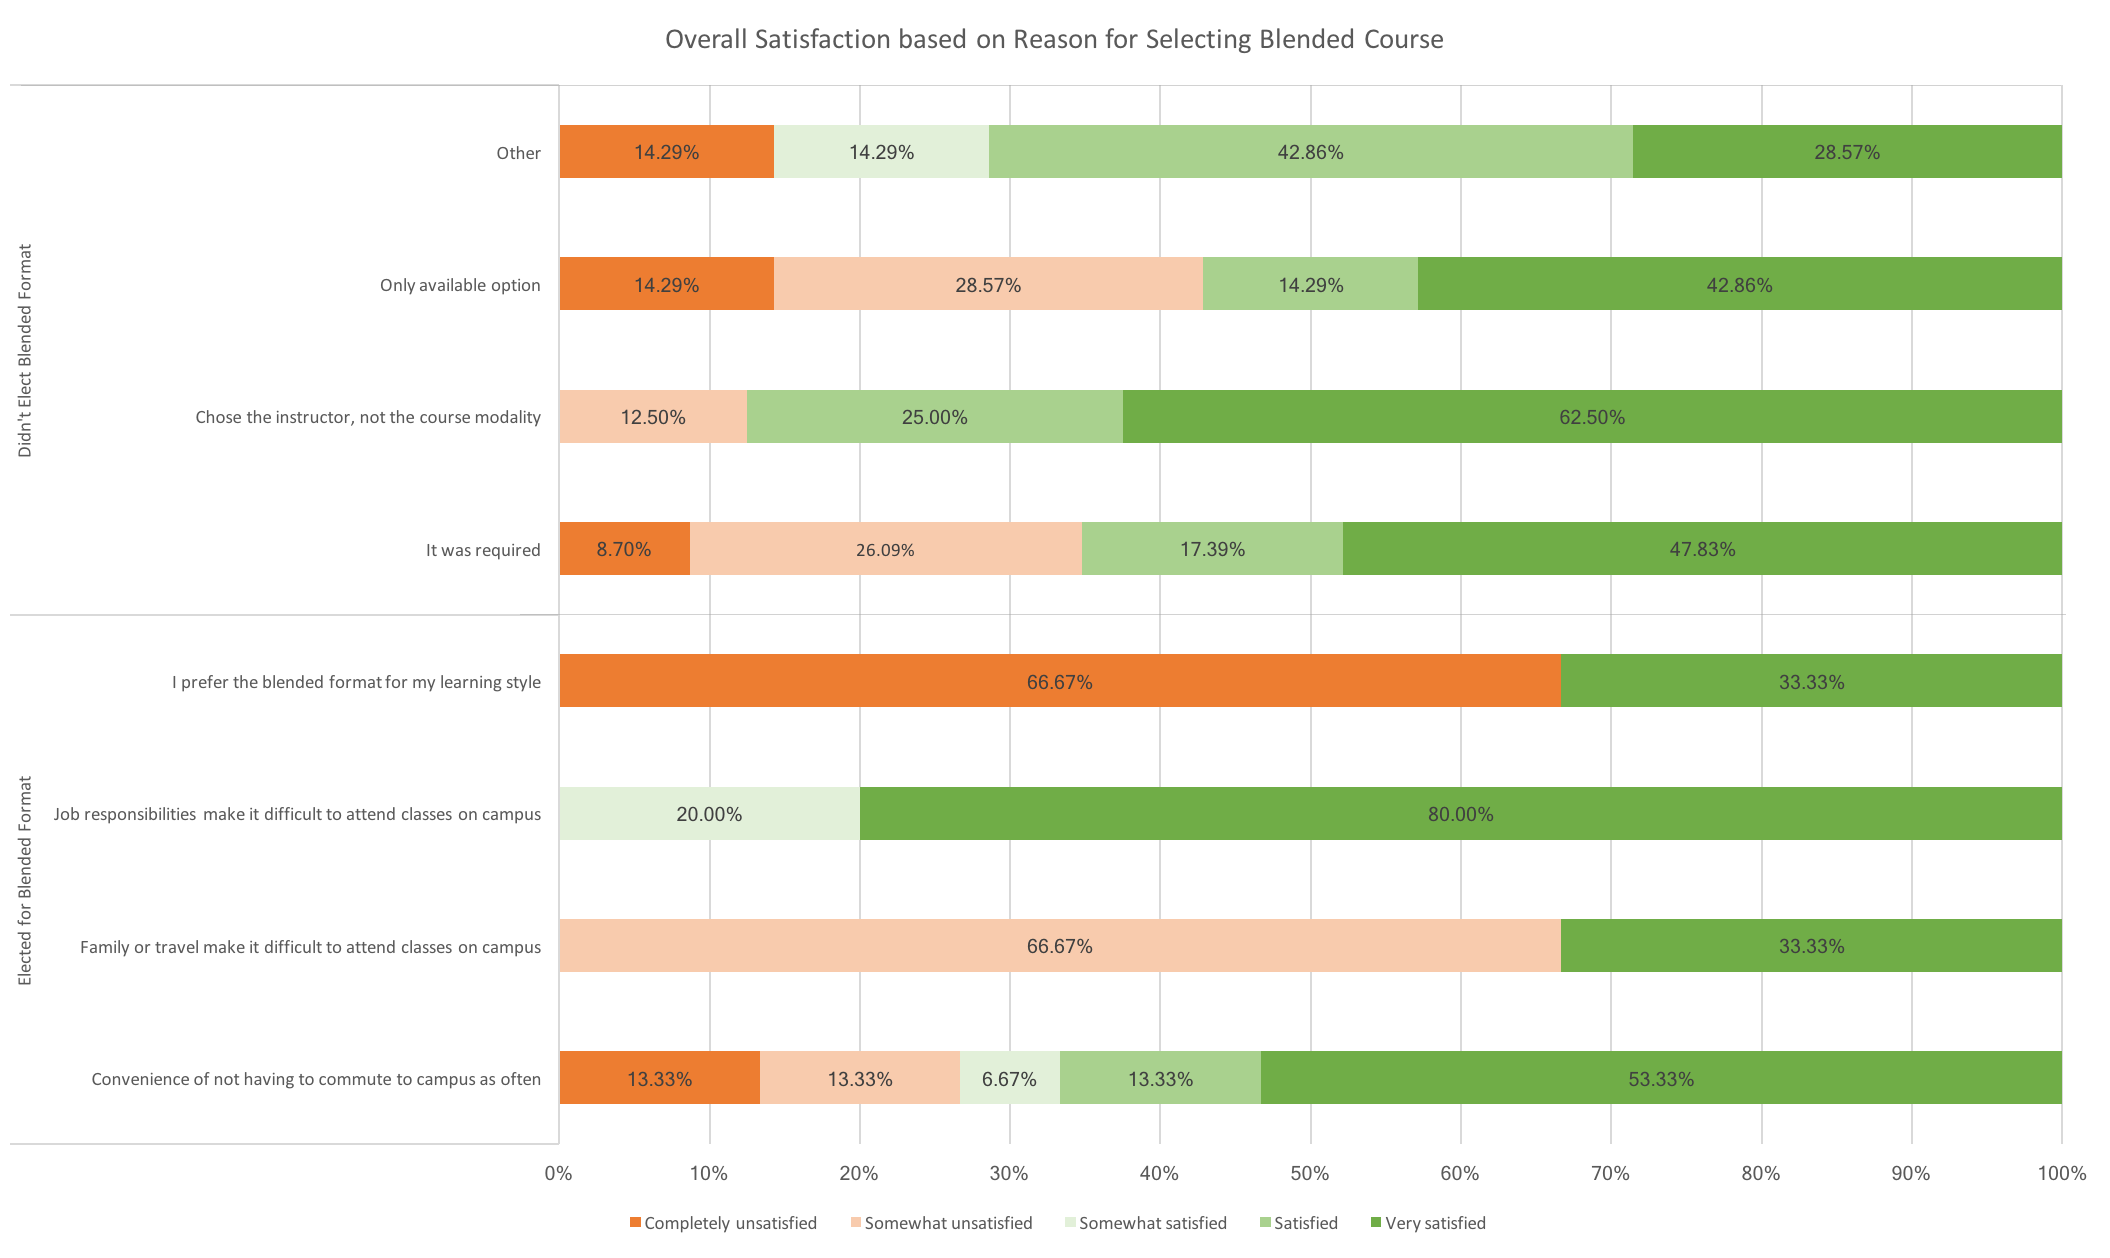 Overall Satisfaction based on Reason for Selecting Blended Course
Didn't Elect Blended Format
Other
14.29% 14.29% 42.86% 28.57%
Only available option
14.29% 28.57% 14.29% 42.86%
Chose the instructor, not the course modality
12.50% 25.00% 62.50%
It was required
8.70% 26.09% 17.39% 47.83%
Elected for Blended Format
I prefer the blended format for my learning style
66.67% 33.33%
Job responsibilities make it difficult to attend classes on campus
20.00% 80.00%
Family or travel make it difficult to attend classes on campus
66.67% 33.33%
Convenience of not having to commute to campus as often
13.33% 13.33% 6.67% 13.33% 53.33%
0% 10% 20% 30% 40% 50% 60% 70% 80% 90% 100%
Completely unsatisfied Somewhat unsatisfied Somewhat satisfied Satisfied Very satisfied